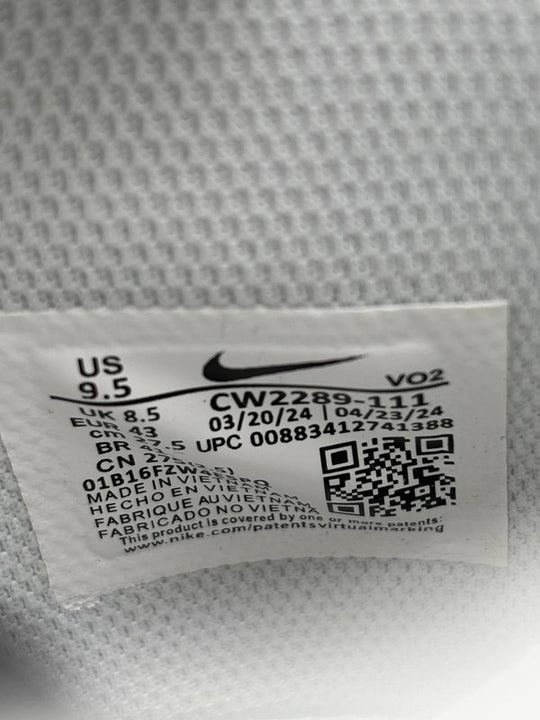 US
9.5
VO2
UK 8.5
CW2289-111
EUR 43
03/20/24 | 04/23/24
cm
UPC 00883412741388
BR
CN
MADE IN VIETNAM
HECHO EN VIETNAM
FABRIQUE AU VIETNAM
FABRICADO NO VIETNA
This product is covered by one or more patents:
www.nike.com/patentsvirtualmarking